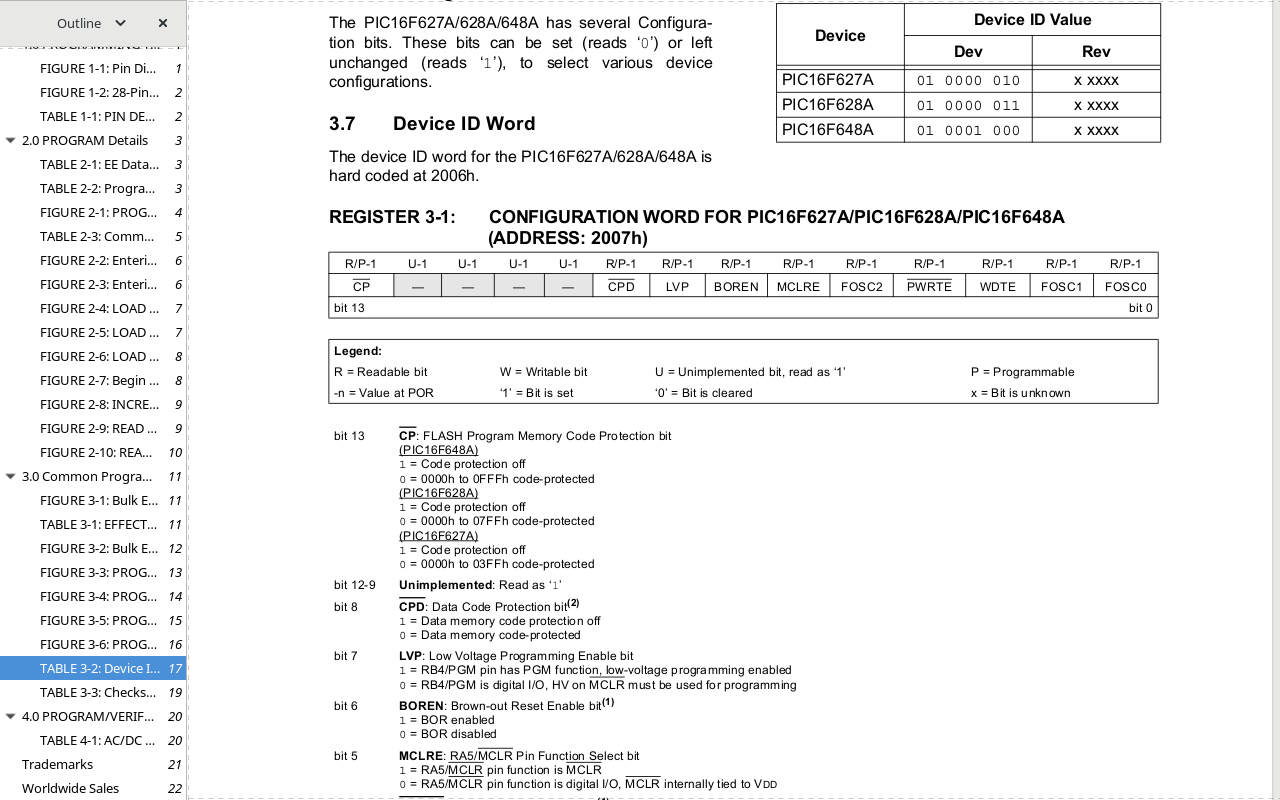 Outline
FIGURE 1-1: Pin Di... 1
FIGURE 1-2: 28-Pin... 2
TABLE 1-1: PIN DE... 2
2.0 PROGRAM Details 3
TABLE 2-1: EE Data... 3
TABLE 2-2: Progra... 3
FIGURE 2-1: PROG... 4
TABLE 2-3: Comm... 5
FIGURE 2-2: Enteri... 6
FIGURE 2-3: Enteri... 6
FIGURE 2-4: LOAD ... 7
FIGURE 2-5: LOAD ... 7
FIGURE 2-6: LOAD ... 8
FIGURE 2-7: Begin ... 8
FIGURE 2-8: INCRE... 9
FIGURE 2-9: READ ... 9
FIGURE 2-10: REA... 10
3.0 Common Progra... 11
FIGURE 3-1: Bulk E... 11
TABLE 3-1: EFFECT... 11
FIGURE 3-2: Bulk E... 12
FIGURE 3-3: PROG... 13
FIGURE 3-4: PROG... 14
FIGURE 3-5: PROG... 15
FIGURE 3-6: PROG... 16
TABLE 3-2: Device I... 17
TABLE 3-3: Checks... 19
4.0 PROGRAM/VERIF... 20
TABLE 4-1: AC/DC ... 20
Trademarks 21
Worldwide Sales 22
The PIC16F627A/628A/648A has several Configura-
tion bits. These bits can be set (reads ‘0’) or left
unchanged (reads ‘1’), to select various device
configurations.
3.7 Device ID Word
The device ID word for the PIC16F627A/628A/648A is
hard coded at 2006h.
Device Device ID Value
Dev Rev
PIC16F627A 01 0000 010 x xxxx
PIC16F628A 01 0000 011 x xxxx
PIC16F648A 01 0001 000 x xxxx
REGISTER 3-1: CONFIGURATION WORD FOR PIC16F627A/PIC16F628A/PIC16F648A
(ADDRESS: 2007h)
R/P-1 U-1 U-1 U-1 U-1 R/P-1 R/P-1 R/P-1 R/P-1 R/P-1 R/P-1 R/P-1 R/P-1 R/P-1
CP — — — — CPD LVP BOREN MCLRE FOSC2 PWRTE WDTE FOSC1 FOSC0
bit 13 bit 0
Legend:
R = Readable bit W = Writable bit U = Unimplemented bit, read as ‘1’ P = Programmable
-n = Value at POR ‘1’ = Bit is set ‘0’ = Bit is cleared x = Bit is unknown
bit 13 CP: FLASH Program Memory Code Protection bit
(PIC16F648A)
1 = Code protection off
0 = 0000h to 0FFFh code-protected
(PIC16F628A)
1 = Code protection off
0 = 0000h to 07FFh code-protected
(PIC16F627A)
1 = Code protection off
0 = 0000h to 03FFh code-protected
bit 12-9 Unimplemented: Read as ‘1’
bit 8 CPD: Data Code Protection bit(2)
1 = Data memory code protection off
0 = Data memory code-protected
bit 7 LVP: Low Voltage Programming Enable bit
1 = RB4/PGM pin has PGM function, low-voltage programming enabled
0 = RB4/PGM is digital I/O, HV on MCLR must be used for programming
bit 6 BOREN: Brown-out Reset Enable bit(1)
1 = BOR enabled
0 = BOR disabled
bit 5 MCLRE: RA5/MCLR Pin Function Select bit
1 = RA5/MCLR pin function is MCLR
0 = RA5/MCLR pin function is digital I/O, MCLR internally tied to VDD